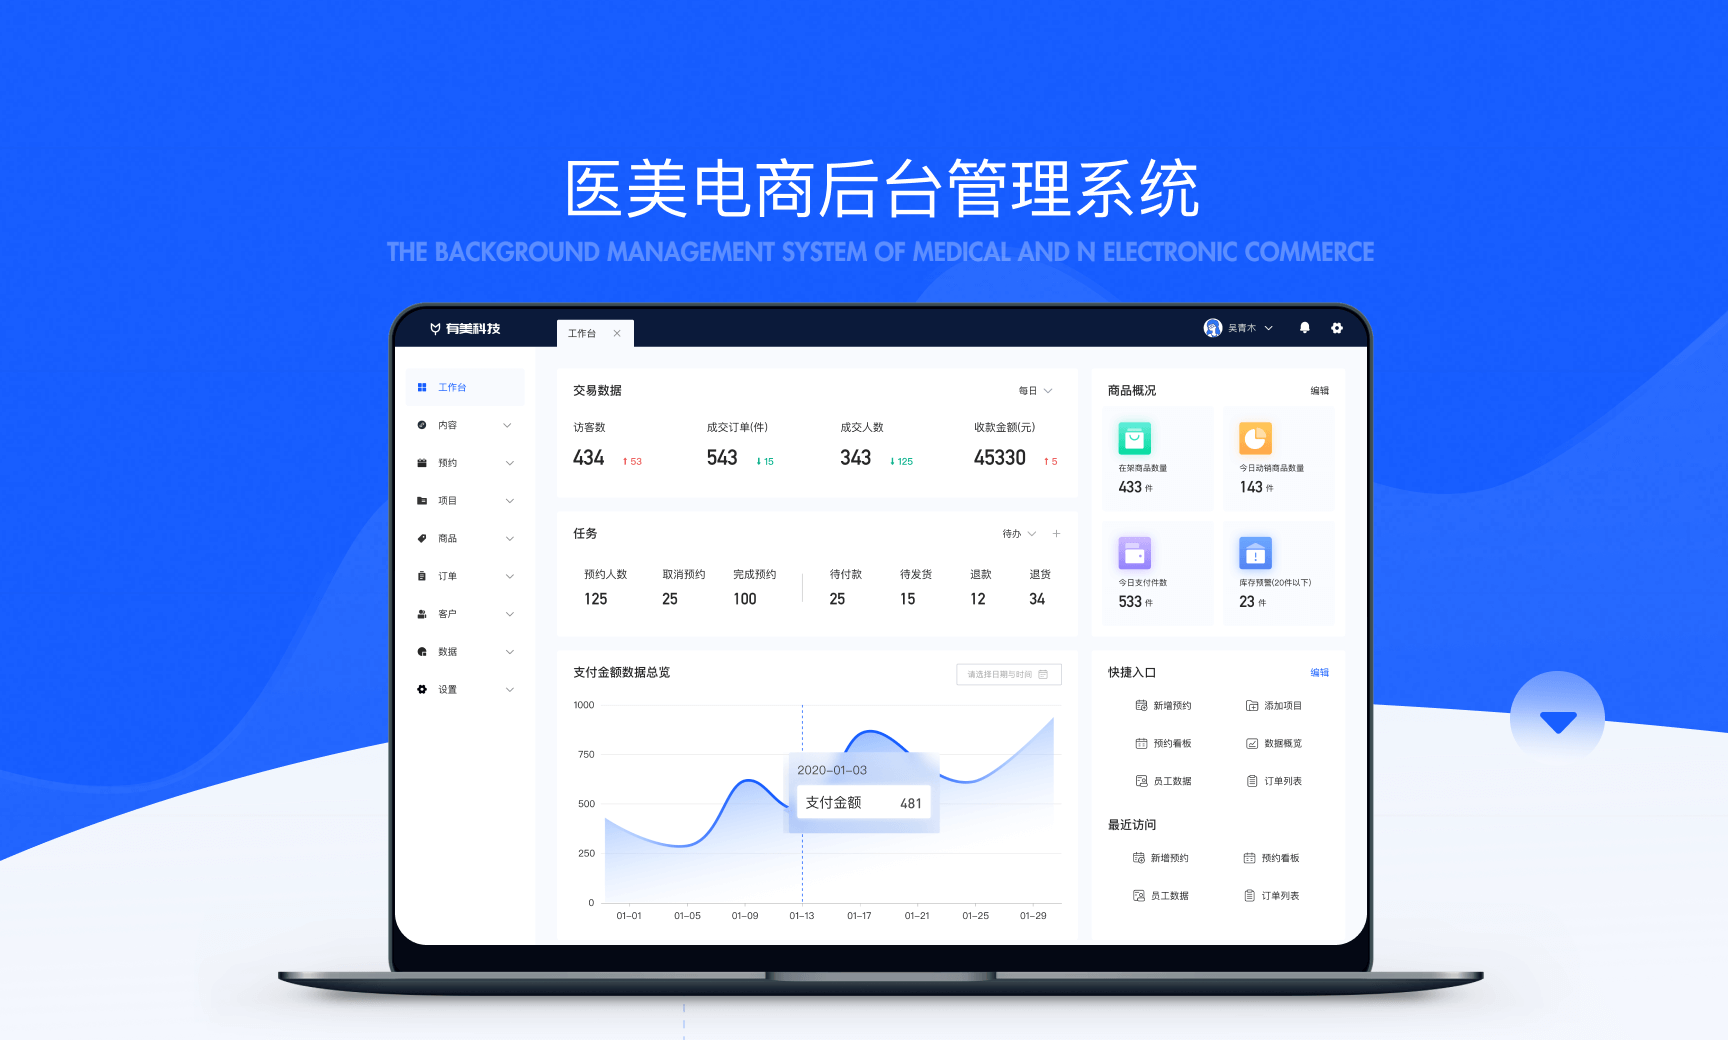 医美电商后台管理系统
THE BACKGROUND MANAGEMENT SYSTEM OF MEDICAL AND N ELECTRONIC COMMERCE
有美科技
工作台
吴青木
工作台
内容
预约
项目
商品
订单
客户
数据
设置
交易数据 每日
访客数 成交订单(件) 成交人数 收款金额(元)
434 53 543 15 343 125 45330 5
任务 待办
预约人数 取消预约 完成预约 待付款 待发货 退款 退货
125 25 100 25 15 12 34
支付金额数据总览 请选择日期与时间
1000
750
500
250
0
2020-01-03
支付金额 481
01-01 01-05 01-09 01-13 01-17 01-21 01-25 01-29
商品概况 编辑
在架商品数量 今日动销商品数量
433 件 143 件
今日支付件数 库存预警(20件以下)
533 件 23 件
快捷入口 编辑
新增预约 添加项目
预约看板 数据概览
员工数据 订单列表
最近访问
新增预约 预约看板
员工数据 订单列表